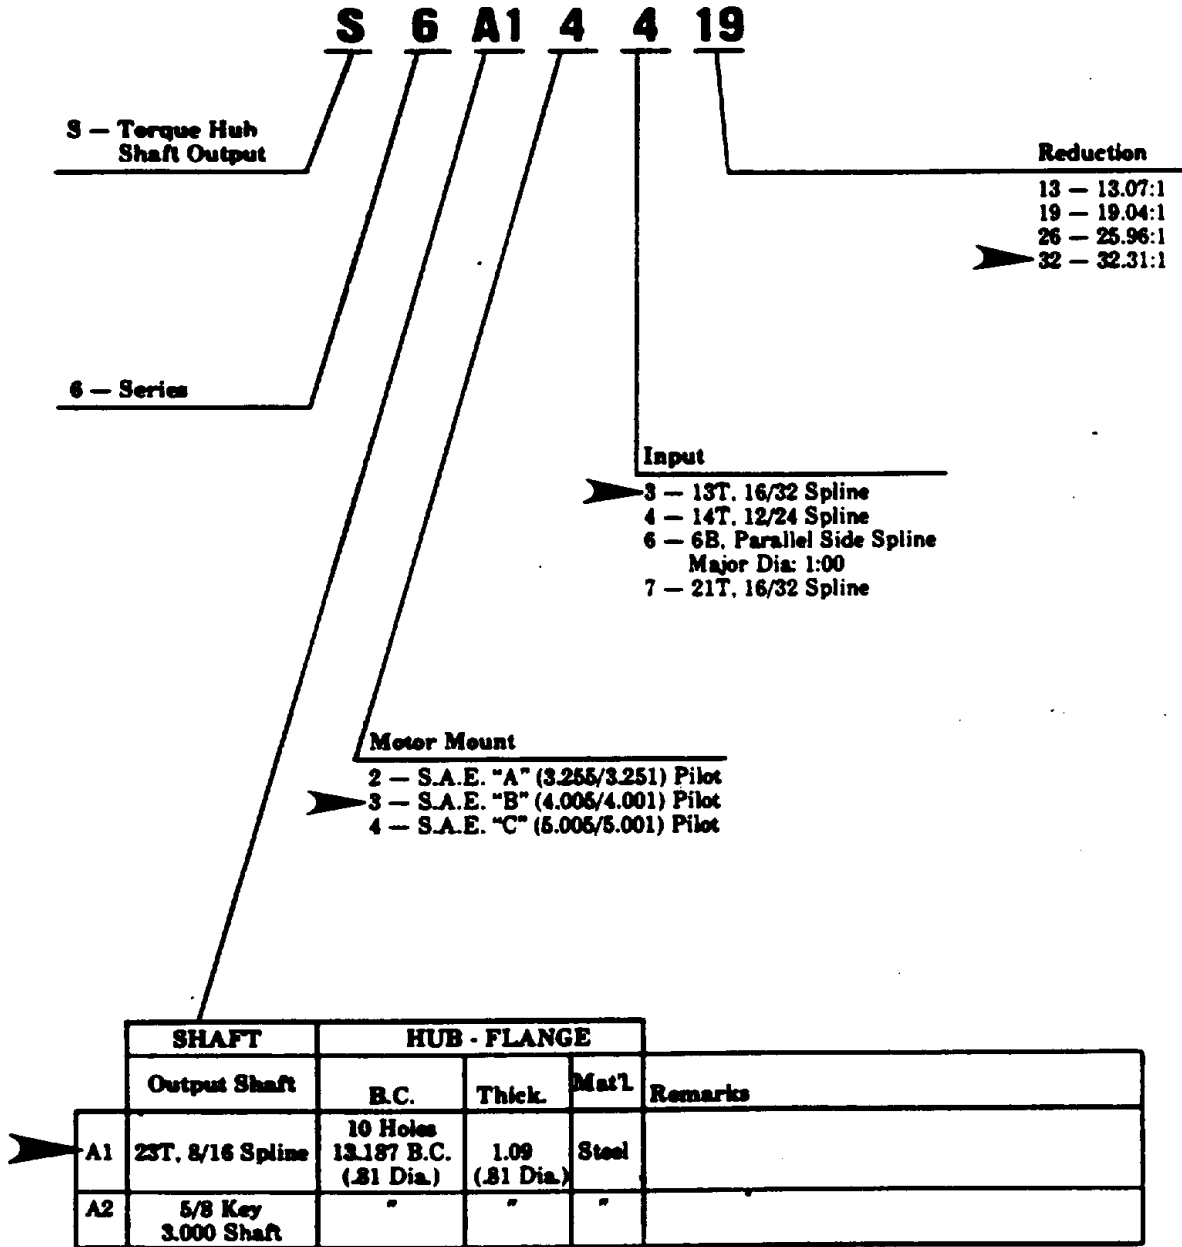 S 6 A1 4 4 19
S — Torque Hub
Shaft Output
Reduction
13 — 13.07:1
19 — 19.04:1
26 — 25.96:1
32 — 32.31:1
6 — Series
Input
3 — 13T, 16/32 Spline
4 — 14T, 12/24 Spline
6 — 6B, Parallel Side Spline
Major Dia: 1:00
7 — 21T, 16/32 Spline
Motor Mount
2 — S.A.E. "A" (3.255/3.251) Pilot
3 — S.A.E. "B" (4.005/4.001) Pilot
4 — S.A.E. "C" (5.005/5.001) Pilot
SHAFT HUB - FLANGE
Output Shaft B.C. Thick. Mat'l. Remarks
A1 23T, 8/16 Spline 10 Holes 13.187 B.C. (.81 Dia.) 1.09 (.81 Dia.) Steel
A2 5/8 Key 3.000 Shaft " " "